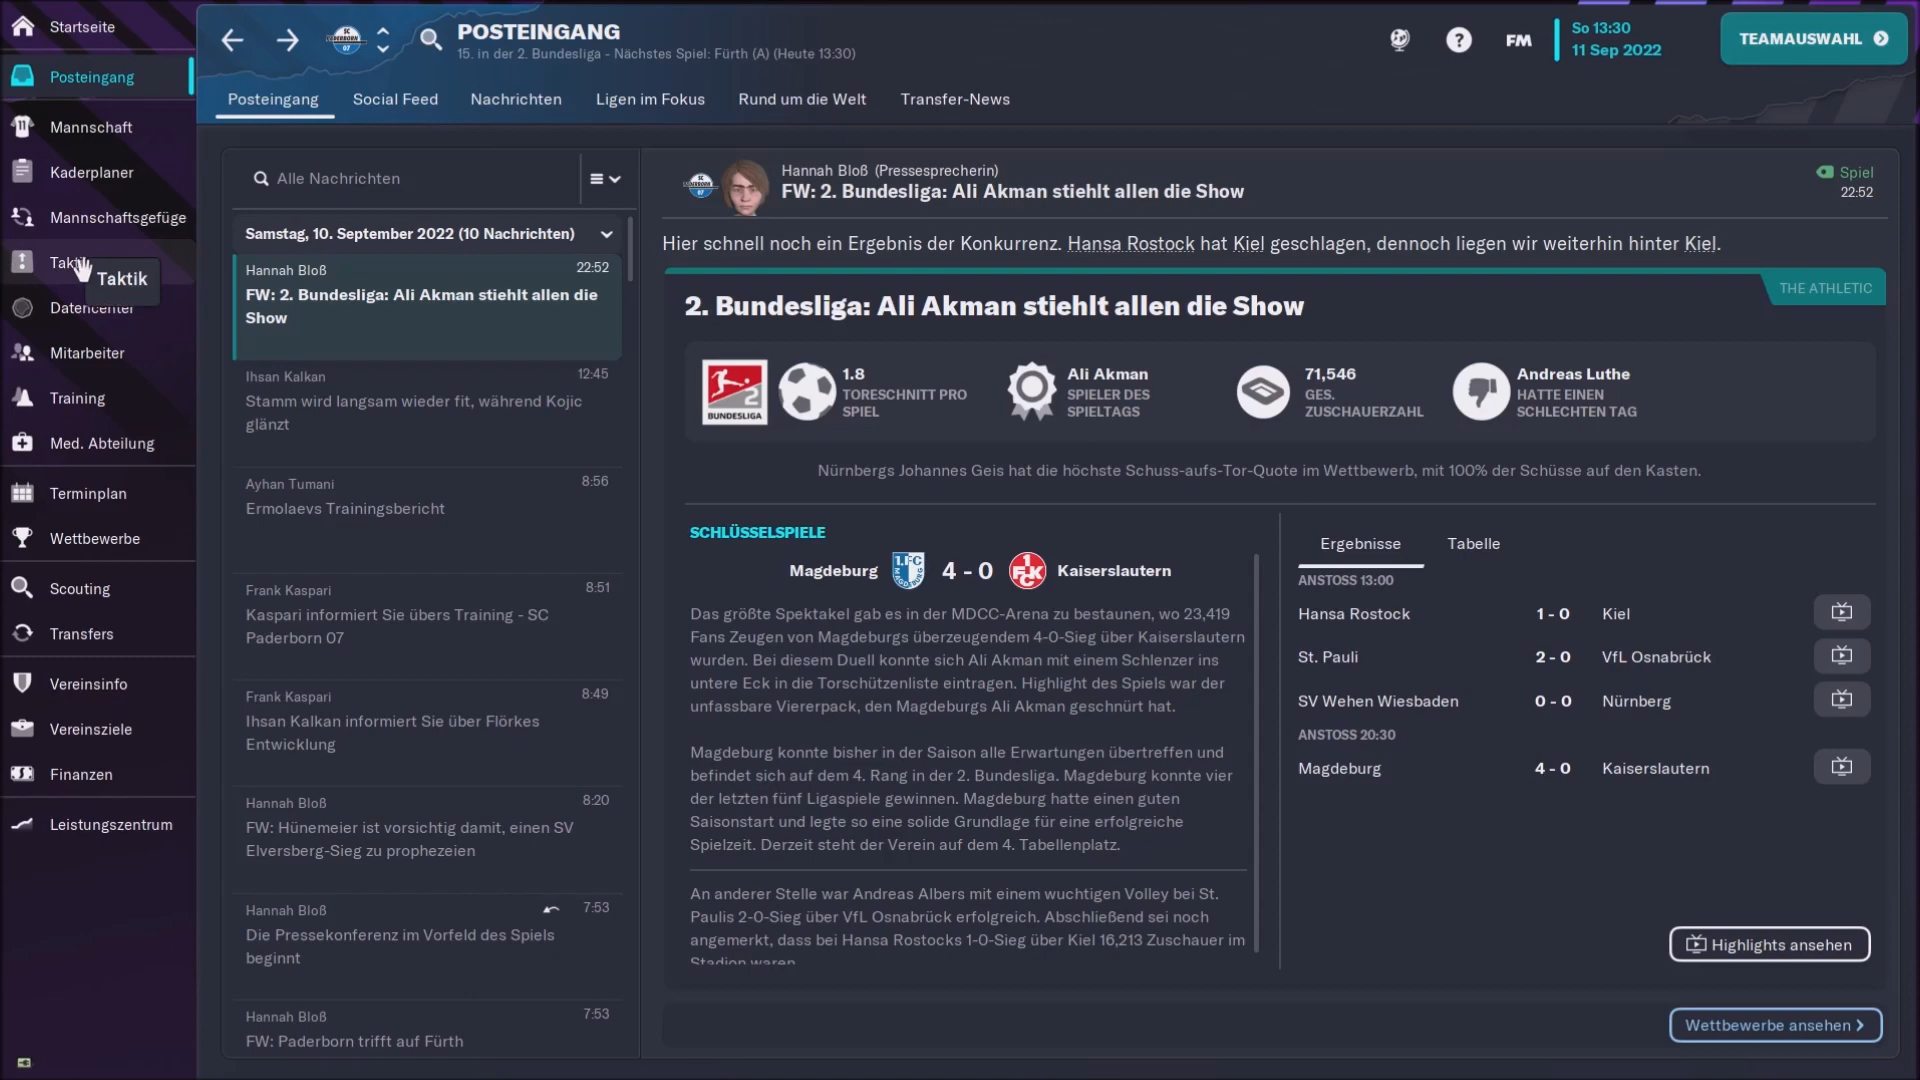 Startseite
Posteingang
Mannschaft
Kaderplaner
Mannschaftsgefüge
Taktik
Datencenter
Mitarbeiter
Training
Med. Abteilung
Terminplan
Wettbewerbe
Scouting
Transfers
Vereinsinfo
Vereinsziele
Finanzen
Leistungszentrum
POSTEINGANG
15. in der 2. Bundesliga - Nächstes Spiel: Fürth (A) (Heute 13:30)
FM
So 13:30
11 Sep 2022
TEAMAUSWAHL
Posteingang Social Feed Nachrichten Ligen im Fokus Rund um die Welt Transfer-News
Alle Nachrichten
Samstag, 10. September 2022 (10 Nachrichten)
Hannah Bloß 22:52
FW: 2. Bundesliga: Ali Akman stiehlt allen die
Show
Ihsan Kalkan 12:45
Stamm wird langsam wieder fit, während Kojic
glänzt
Ayhan Tumani 8:56
Ermolaevs Trainingsbericht
Frank Kaspari 8:51
Kaspari informiert Sie übers Training - SC
Paderborn 07
Frank Kaspari 8:49
Ihsan Kalkan informiert Sie über Flörkes
Entwicklung
Hannah Bloß 8:20
FW: Hünemeier ist vorsichtig damit, einen SV
Elversberg-Sieg zu prophezeien
Hannah Bloß 7:53
Die Pressekonferenz im Vorfeld des Spiels
beginnt
Hannah Bloß 7:53
FW: Paderborn trifft auf Fürth
Hannah Bloß (Pressesprecherin)
FW: 2. Bundesliga: Ali Akman stiehlt allen die Show
Spiel
22:52
Hier schnell noch ein Ergebnis der Konkurrenz. Hansa Rostock hat Kiel geschlagen, dennoch liegen wir weiterhin hinter Kiel.
THE ATHLETIC
2. Bundesliga: Ali Akman stiehlt allen die Show
BUNDESLIGA
1.8
TORESCHNITT PRO
SPIEL
Ali Akman
SPIELER DES
SPIELTAGS
71,546
GES.
ZUSCHAUERZAHL
Andreas Luthe
HATTE EINEN
SCHLECHTEN TAG
Nürnbergs Johannes Geis hat die höchste Schuss-aufs-Tor-Quote im Wettbewerb, mit 100% der Schüsse auf den Kasten.
SCHLÜSSELSPIELE
Magdeburg 4 - 0 Kaiserslautern
Das größte Spektakel gab es in der MDCC-Arena zu bestaunen, wo 23,419
Fans Zeugen von Magdeburgs überzeugendem 4-0-Sieg über Kaiserslautern
wurden. Bei diesem Duell konnte sich Ali Akman mit einem Schlenzer ins
untere Eck in die Torschützenliste eintragen. Highlight des Spiels war der
unfassbare Viererpack, den Magdeburgs Ali Akman geschnürt hat.
Magdeburg konnte bisher in der Saison alle Erwartungen übertreffen und
befindet sich auf dem 4. Rang in der 2. Bundesliga. Magdeburg konnte vier
der letzten fünf Ligaspiele gewinnen. Magdeburg hatte einen guten
Saisonstart und legte so eine solide Grundlage für eine erfolgreiche
Spielzeit. Derzeit steht der Verein auf dem 4. Tabellenplatz.
An anderer Stelle war Andreas Albers mit einem wuchtigen Volley bei St.
Paulis 2-0-Sieg über VfL Osnabrück erfolgreich. Abschließend sei noch
angemerkt, dass bei Hansa Rostocks 1-0-Sieg über Kiel 16,213 Zuschauer im
Stadion waren.
Ergebnisse Tabelle
ANSTOSS 13:00
Hansa Rostock 1 - 0 Kiel
St. Pauli 2 - 0 VfL Osnabrück
SV Wehen Wiesbaden 0 - 0 Nürnberg
ANSTOSS 20:30
Magdeburg 4 - 0 Kaiserslautern
Highlights ansehen
Wettbewerbe ansehen